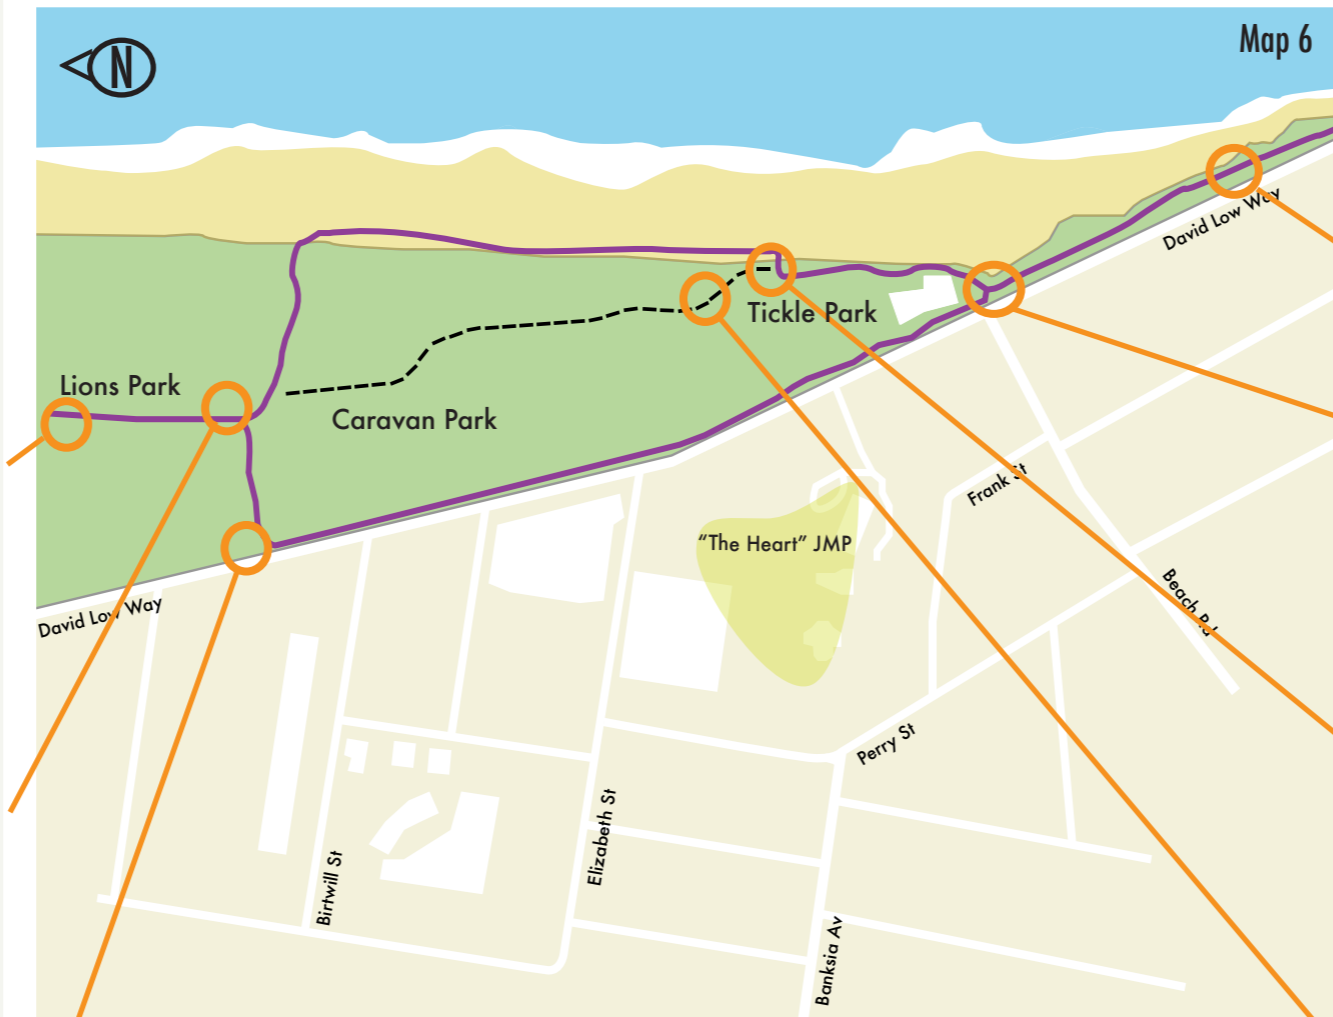 Map 6
N
David Low Way
Tickle Park
Lions Park
Caravan Park
Frank St
"The Heart" JMP
Beach Rd
David Low Way
Perry St
Elizabeth St
Birtwill St
Banksia Av